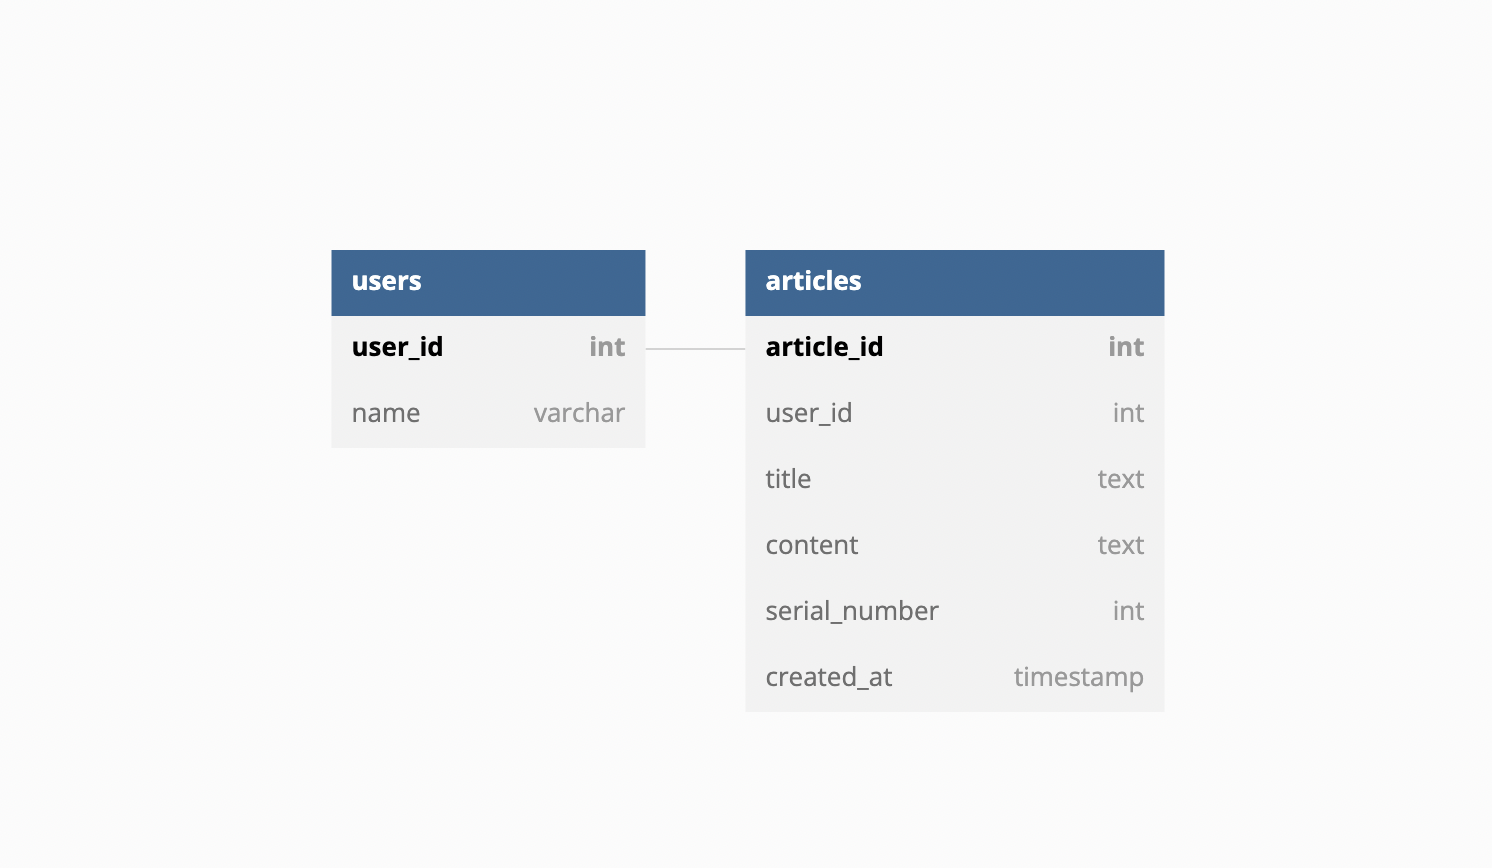 users
user_id int
name varchar
articles
article_id int
user_id int
title text
content text
serial_number int
created_at timestamp